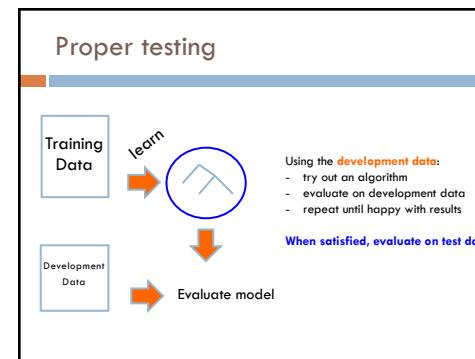 Proper testing
Training
Data
learn
Using the development data:
- try out an algorithm
- evaluate on development data
- repeat until happy with results
When satisfied, evaluate on test
Development
Data
Evaluate model